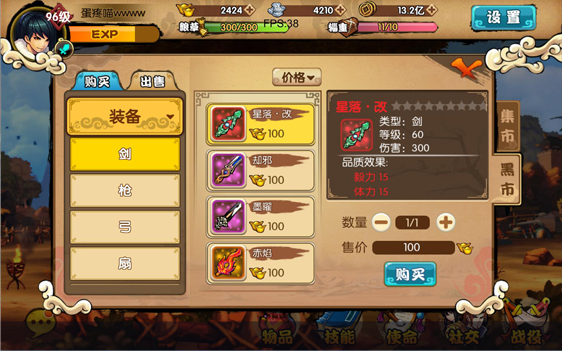 96级
蛋疼喵wwww
EXP
2424
4210
13.2亿
粮草
300/300
FPS:38
辎重
11/10
设置
购买
出售
价格
装备
剑
枪
弓
扇
星落·改
100
却邪
100
墨曜
100
赤焰
100
星落·改
类型: 剑
等级: 60
伤害: 300
品质效果:
毅力 15
体力 15
数量
1/1
售价
100
购买
集市
黑市
物品
技能
使命
社交
战役